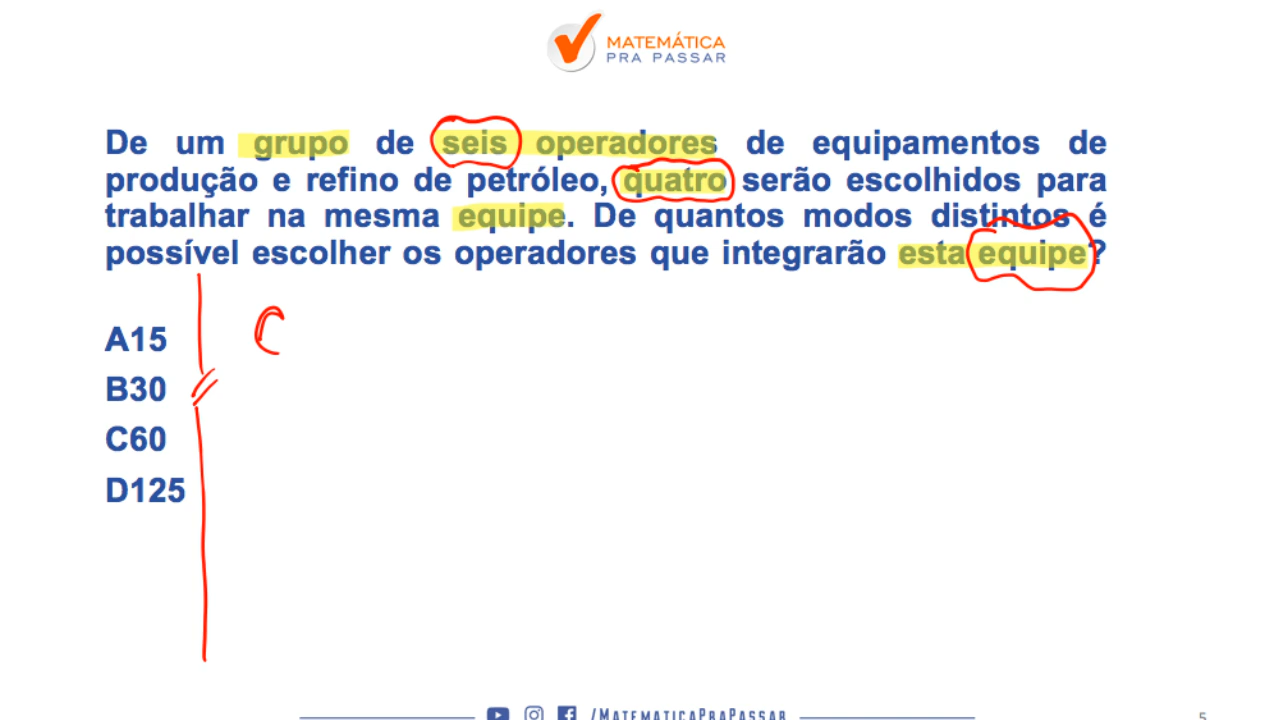 MATEMÁTICA
PRA PASSAR
De um grupo de seis operadores de equipamentos de
produção e refino de petróleo, quatro serão escolhidos para
trabalhar na mesma equipe. De quantos modos distintos é
possível escolher os operadores que integrarão esta equipe?
A15
C
B30
C60
D125
/MATEMATICAPRAPASSAR
5